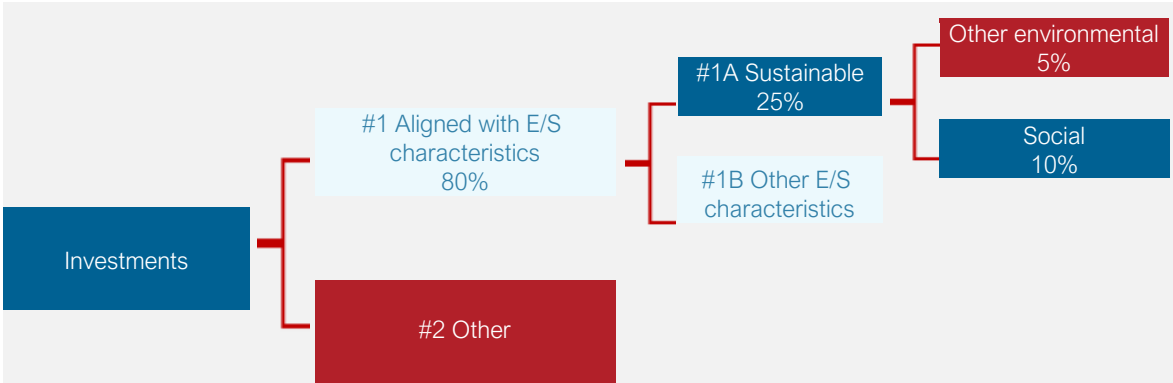 Investments
#1 Aligned with E/S
characteristics
80%
#2 Other
#1A Sustainable
25%
#1B Other E/S
characteristics
Other environmental
5%
Social
10%